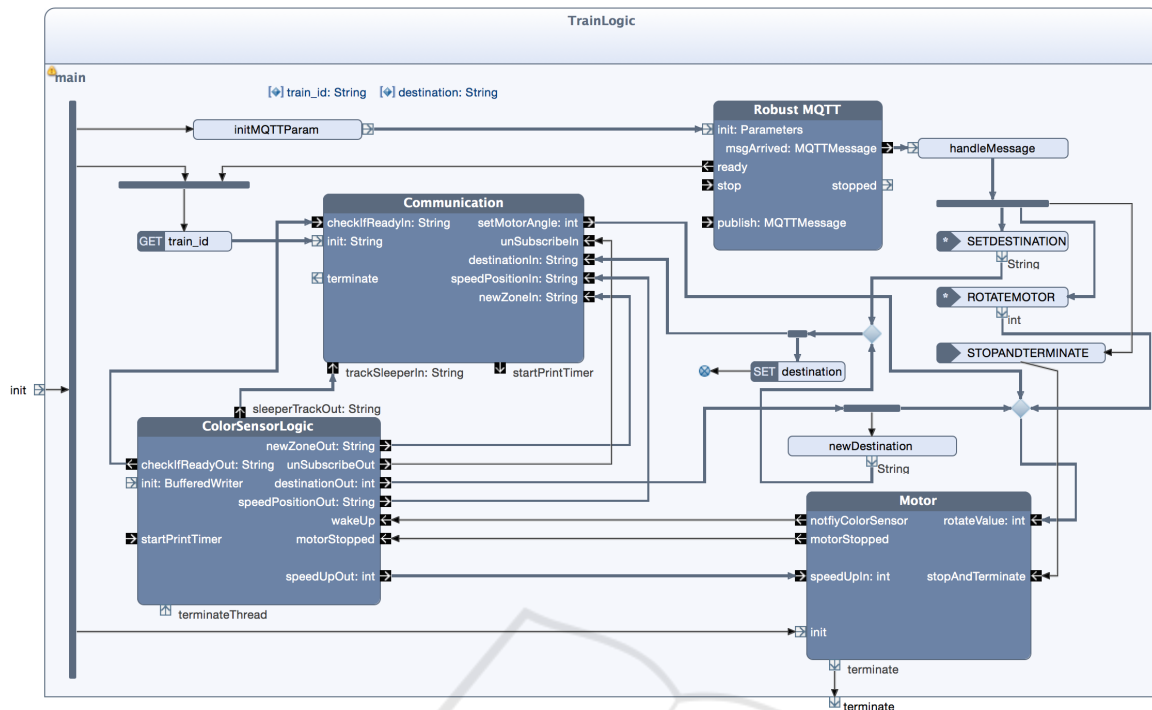 TrainLogic
main
train_id: String
destination: String
initMQTTParam
Robust MQTT
init: Parameters
msgArrived: MQTTMessage
ready
stop
stopped
publish: MQTTMessage
handleMessage
GET train_id
Communication
checkIfReadyIn: String
setMotorAngle: int
init: String
unSubscribeIn
destinationIn: String
terminate
speedPositionIn: String
newZoneIn: String
trackSleeperIn: String
startPrintTimer
* SETDESTINATION
String
* ROTATEMOTOR
int
STOPANDTERMINATE
SET destination
init
sleeperTrackOut: String
ColorSensorLogic
newZoneOut: String
checkIfReadyOut: String
unSubscribeOut
init: BufferedWriter
destinationOut: int
speedPositionOut: String
wakeUp
startPrintTimer
motorStopped
speedUpOut: int
terminateThread
newDestination
String
Motor
notfiyColorSensor
rotateValue: int
motorStopped
speedUpIn: int
stopAndTerminate
init
terminate
terminate